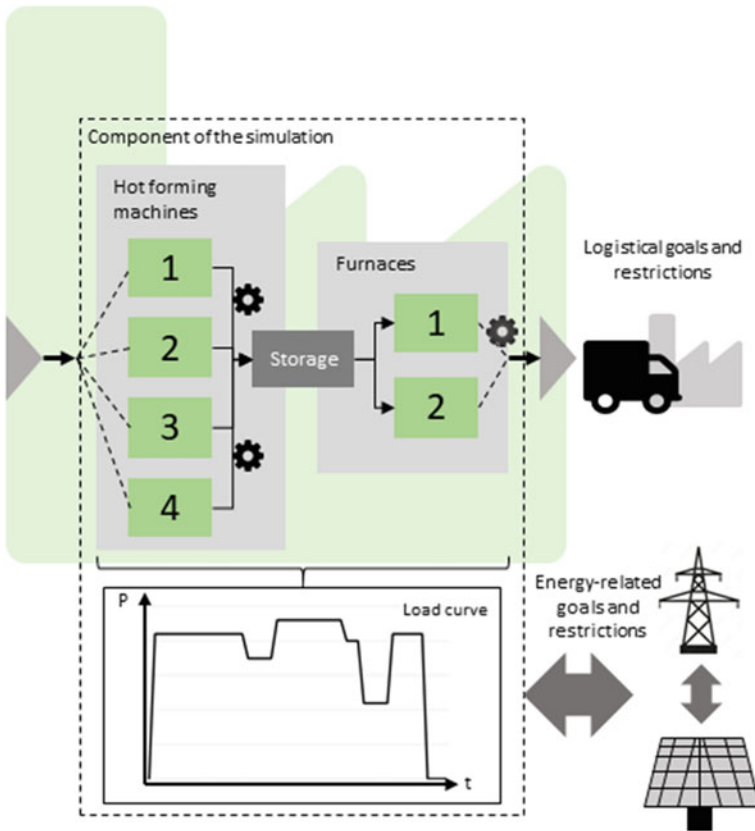 Component of the simulation
Hot forming
machines
1
2
3
4
Storage
Furnaces
1
2
Logistical goals and
restrictions
Energy-related
goals and
restrictions
P
Load curve
t